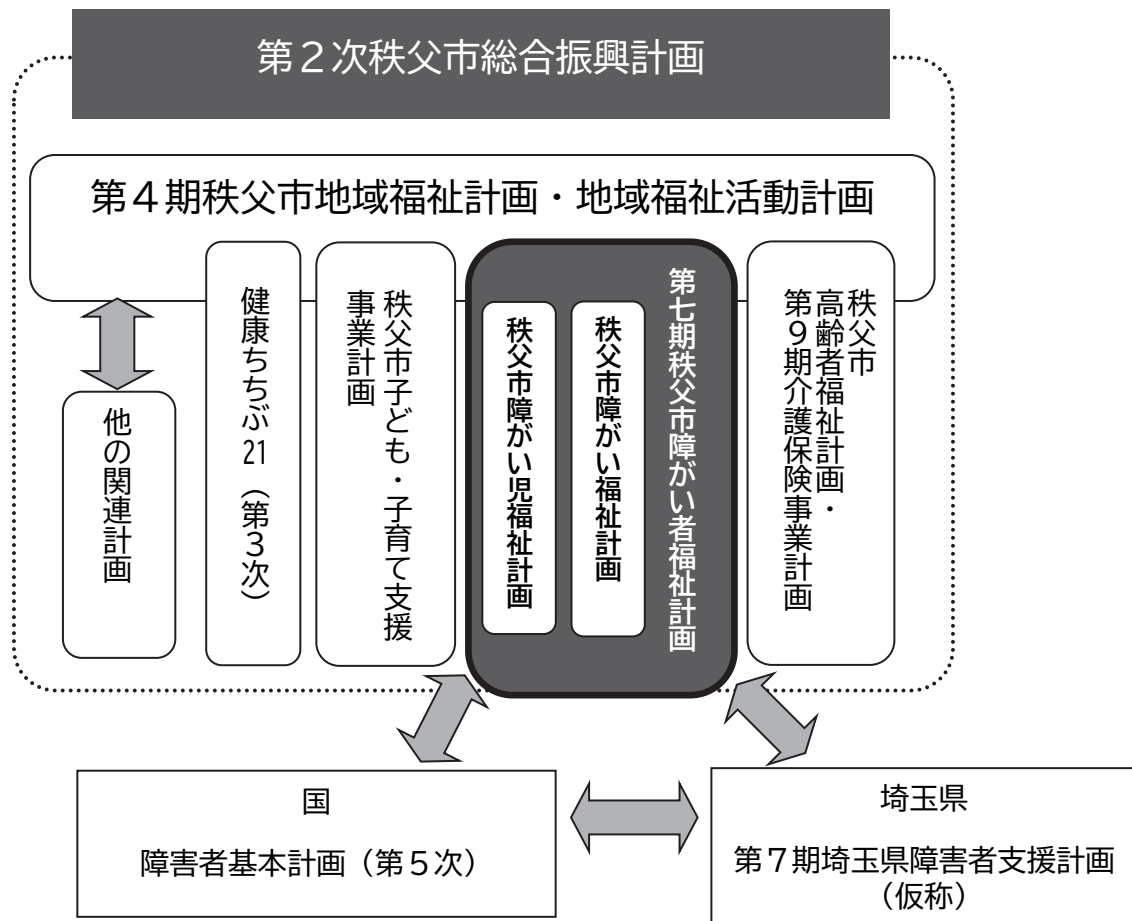 第２次秩父市総合振興計画
第４期秩父市地域福祉計画・地域福祉活動計画
他の関連計画
健康ちちぶ21（第３次）
秩父市子ども・子育て支援
事業計画
第七期秩父市障がい者福祉計画
秩父市障がい福祉計画
秩父市障がい児福祉計画
秩父市
高齢者福祉計画・
第９期介護保険事業計画
国
障害者基本計画（第５次）
埼玉県
第７期埼玉県障害者支援計画
（仮称）